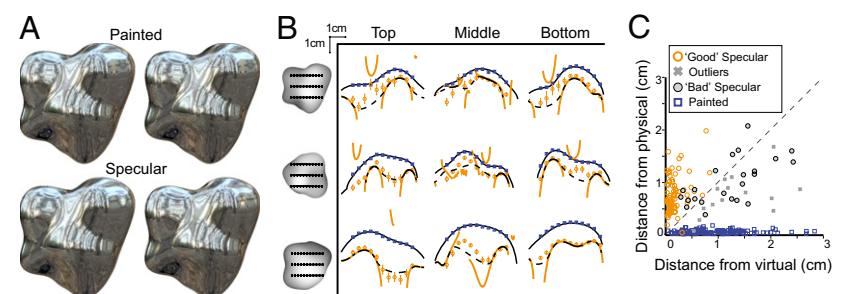 A
Painted
Specular
B
1cm
1cm
Top
Middle
Bottom
C
'Good' Specular
Outliers
'Bad' Specular
Painted
Distance from physical (cm)
3
2
1
0
0
1
2
3
Distance from virtual (cm)